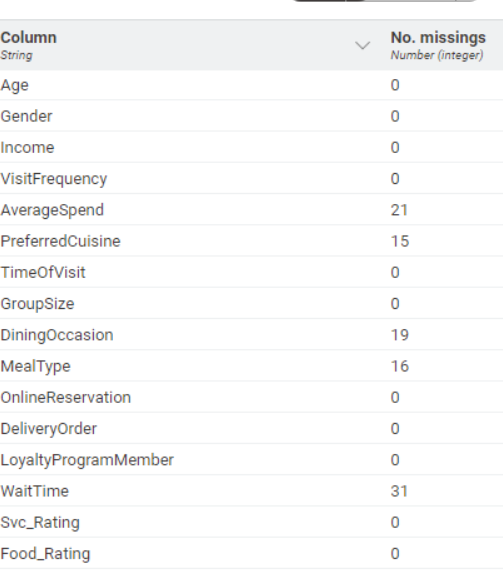 Column No. missings
String Number (integer)
Age 0
Gender 0
Income 0
VisitFrequency 0
AverageSpend 21
PreferredCuisine 15
TimeOfVisit 0
GroupSize 0
DiningOccasion 19
MealType 16
OnlineReservation 0
DeliveryOrder 0
LoyaltyProgramMember 0
WaitTime 31
Svc_Rating 0
Food_Rating 0